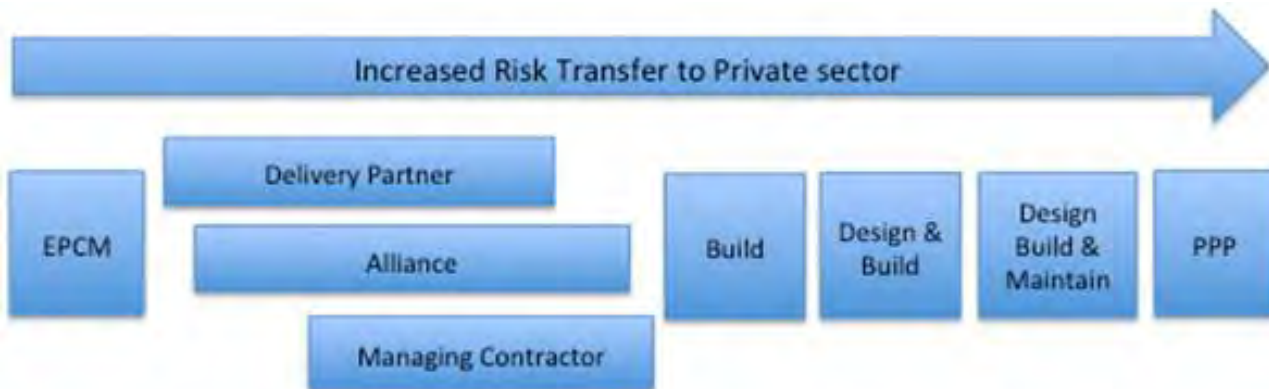 Increased Risk Transfer to Private sector
EPCM
Delivery Partner
Alliance
Managing Contractor
Build
Design &
Build
Design
Build &
Maintain
PPP